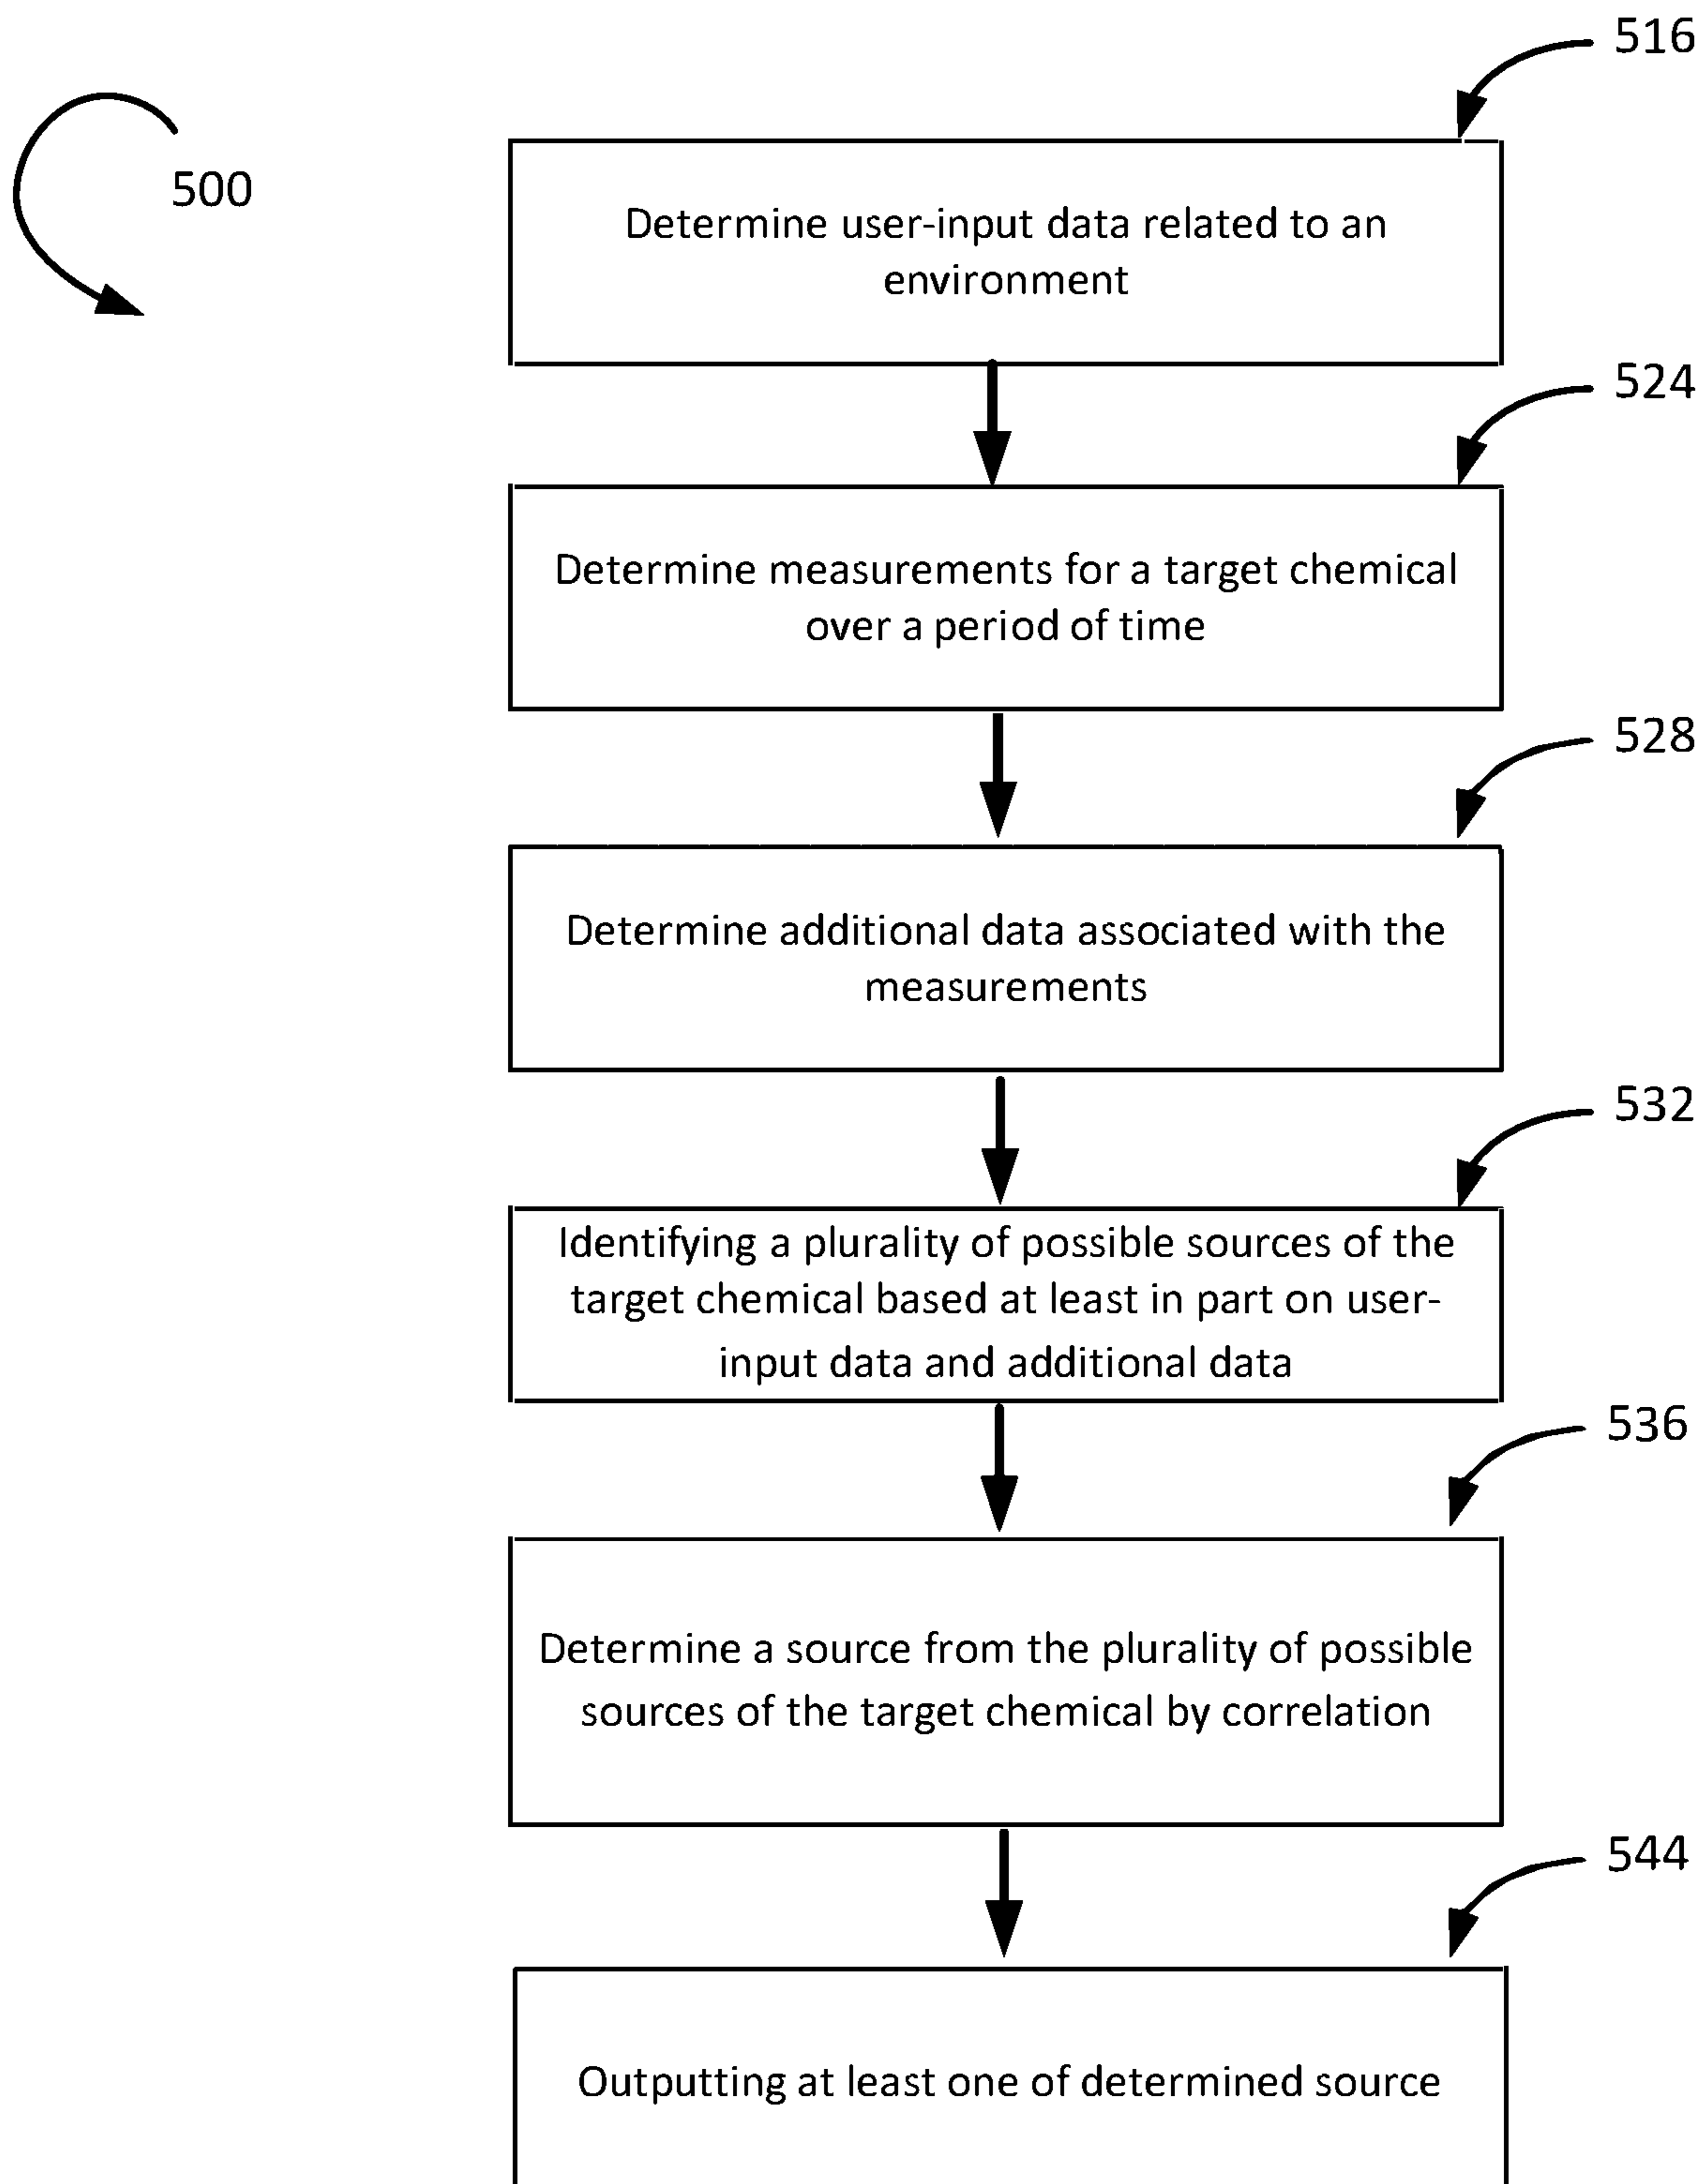 516
500
Determine user-input data related to an
environment
524
Determine measurements for a target chemical
over a period of time
528
Determine additional data associated with the
measurements
532
Identifying a plurality of possible sources of the
target chemical based at least in part on user-
input data and additional data
536
Determine a source from the plurality of possible
sources of the target chemical by correlation
544
Outputting at least one of determined source